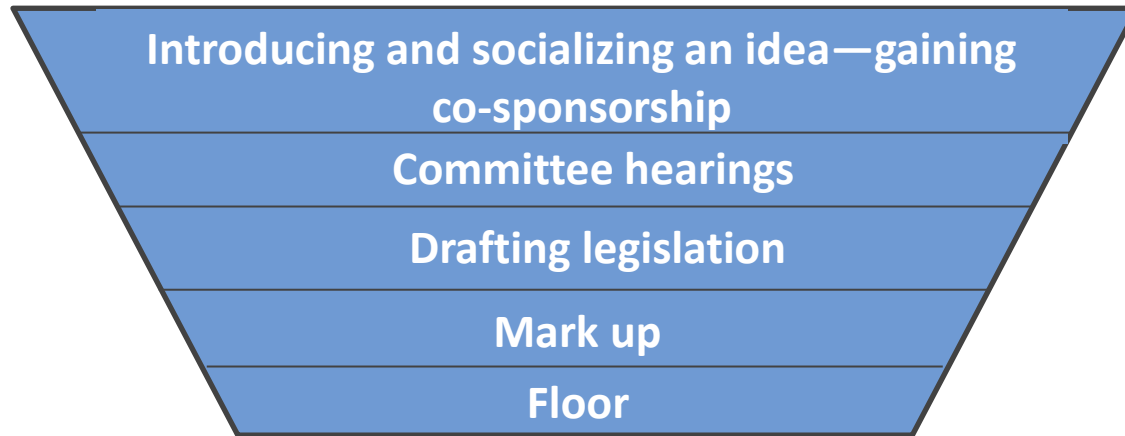 Introducing and socializing an idea—gaining
co-sponsorship
Committee hearings
Drafting legislation
Mark up
Floor